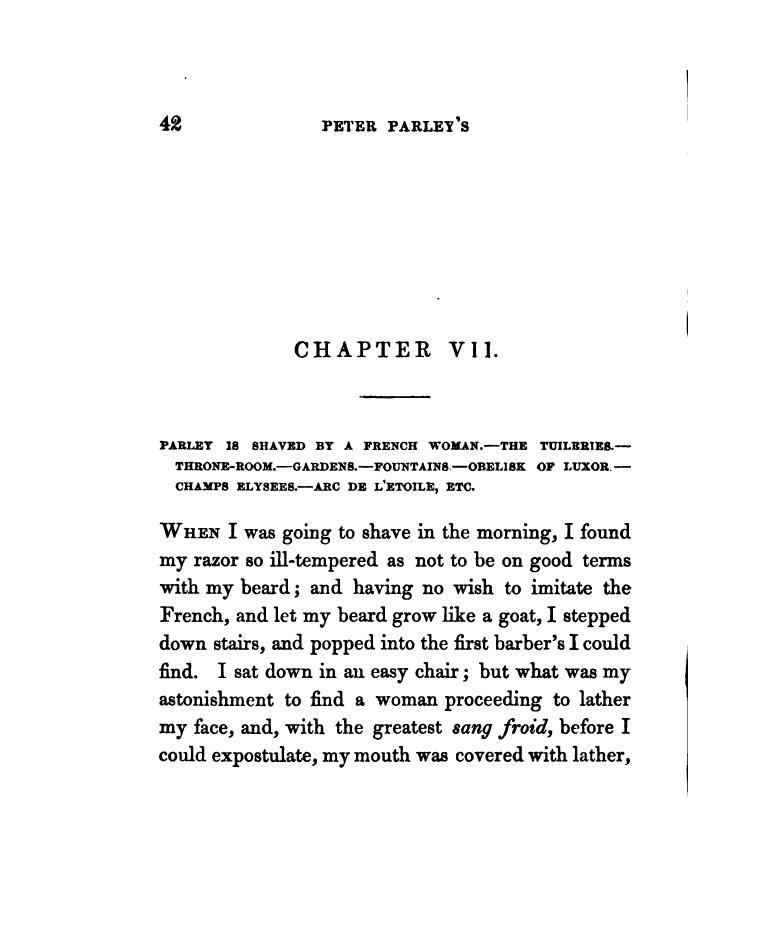 42 PETER PARLEY'S
CHAPTER VII.
PARLEY IS SHAVED BY A FRENCH WOMAN.—THE TUILERIES.—
THRONE-ROOM.—GARDENS.—FOUNTAINS.—OBELISK OF LUXOR.—
CHAMPS ELYSEES.—ARC DE L'ETOILE, ETC.
WHEN I was going to shave in the morning, I found
my razor so ill-tempered as not to be on good terms
with my beard; and having no wish to imitate the
French, and let my beard grow like a goat, I stepped
down stairs, and popped into the first barber's I could
find. I sat down in an easy chair; but what was my
astonishment to find a woman proceeding to lather
my face, and, with the greatest sang froid, before I
could expostulate, my mouth was covered with lather,